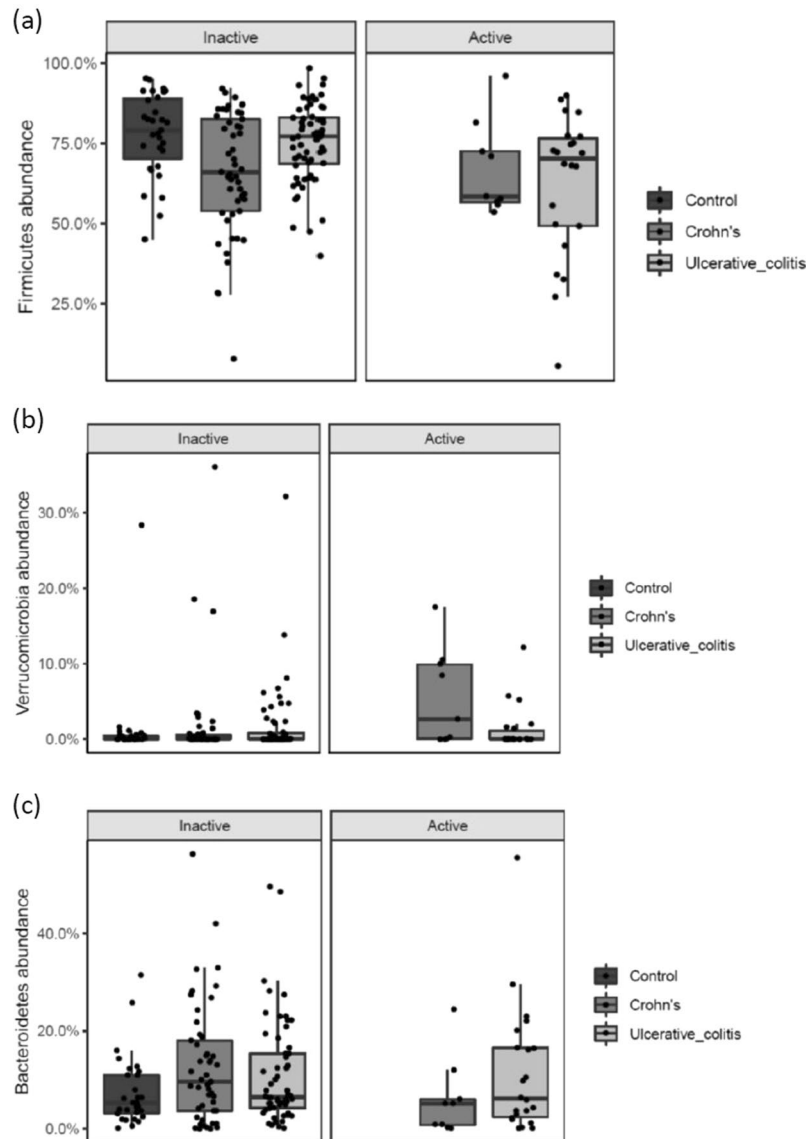 (a)
Inactive
Active
100.0%
75.0%
50.0%
25.0%
Firmicutes abundance
Control
Crohn's
Ulcerative_colitis
(b)
Inactive
Active
30.0%
20.0%
10.0%
0.0%
Verrucomicrobia abundance
Control
Crohn's
Ulcerative_colitis
(c)
Inactive
Active
40.0%
20.0%
0.0%
Bacteroidetes abundance
Control
Crohn's
Ulcerative_colitis